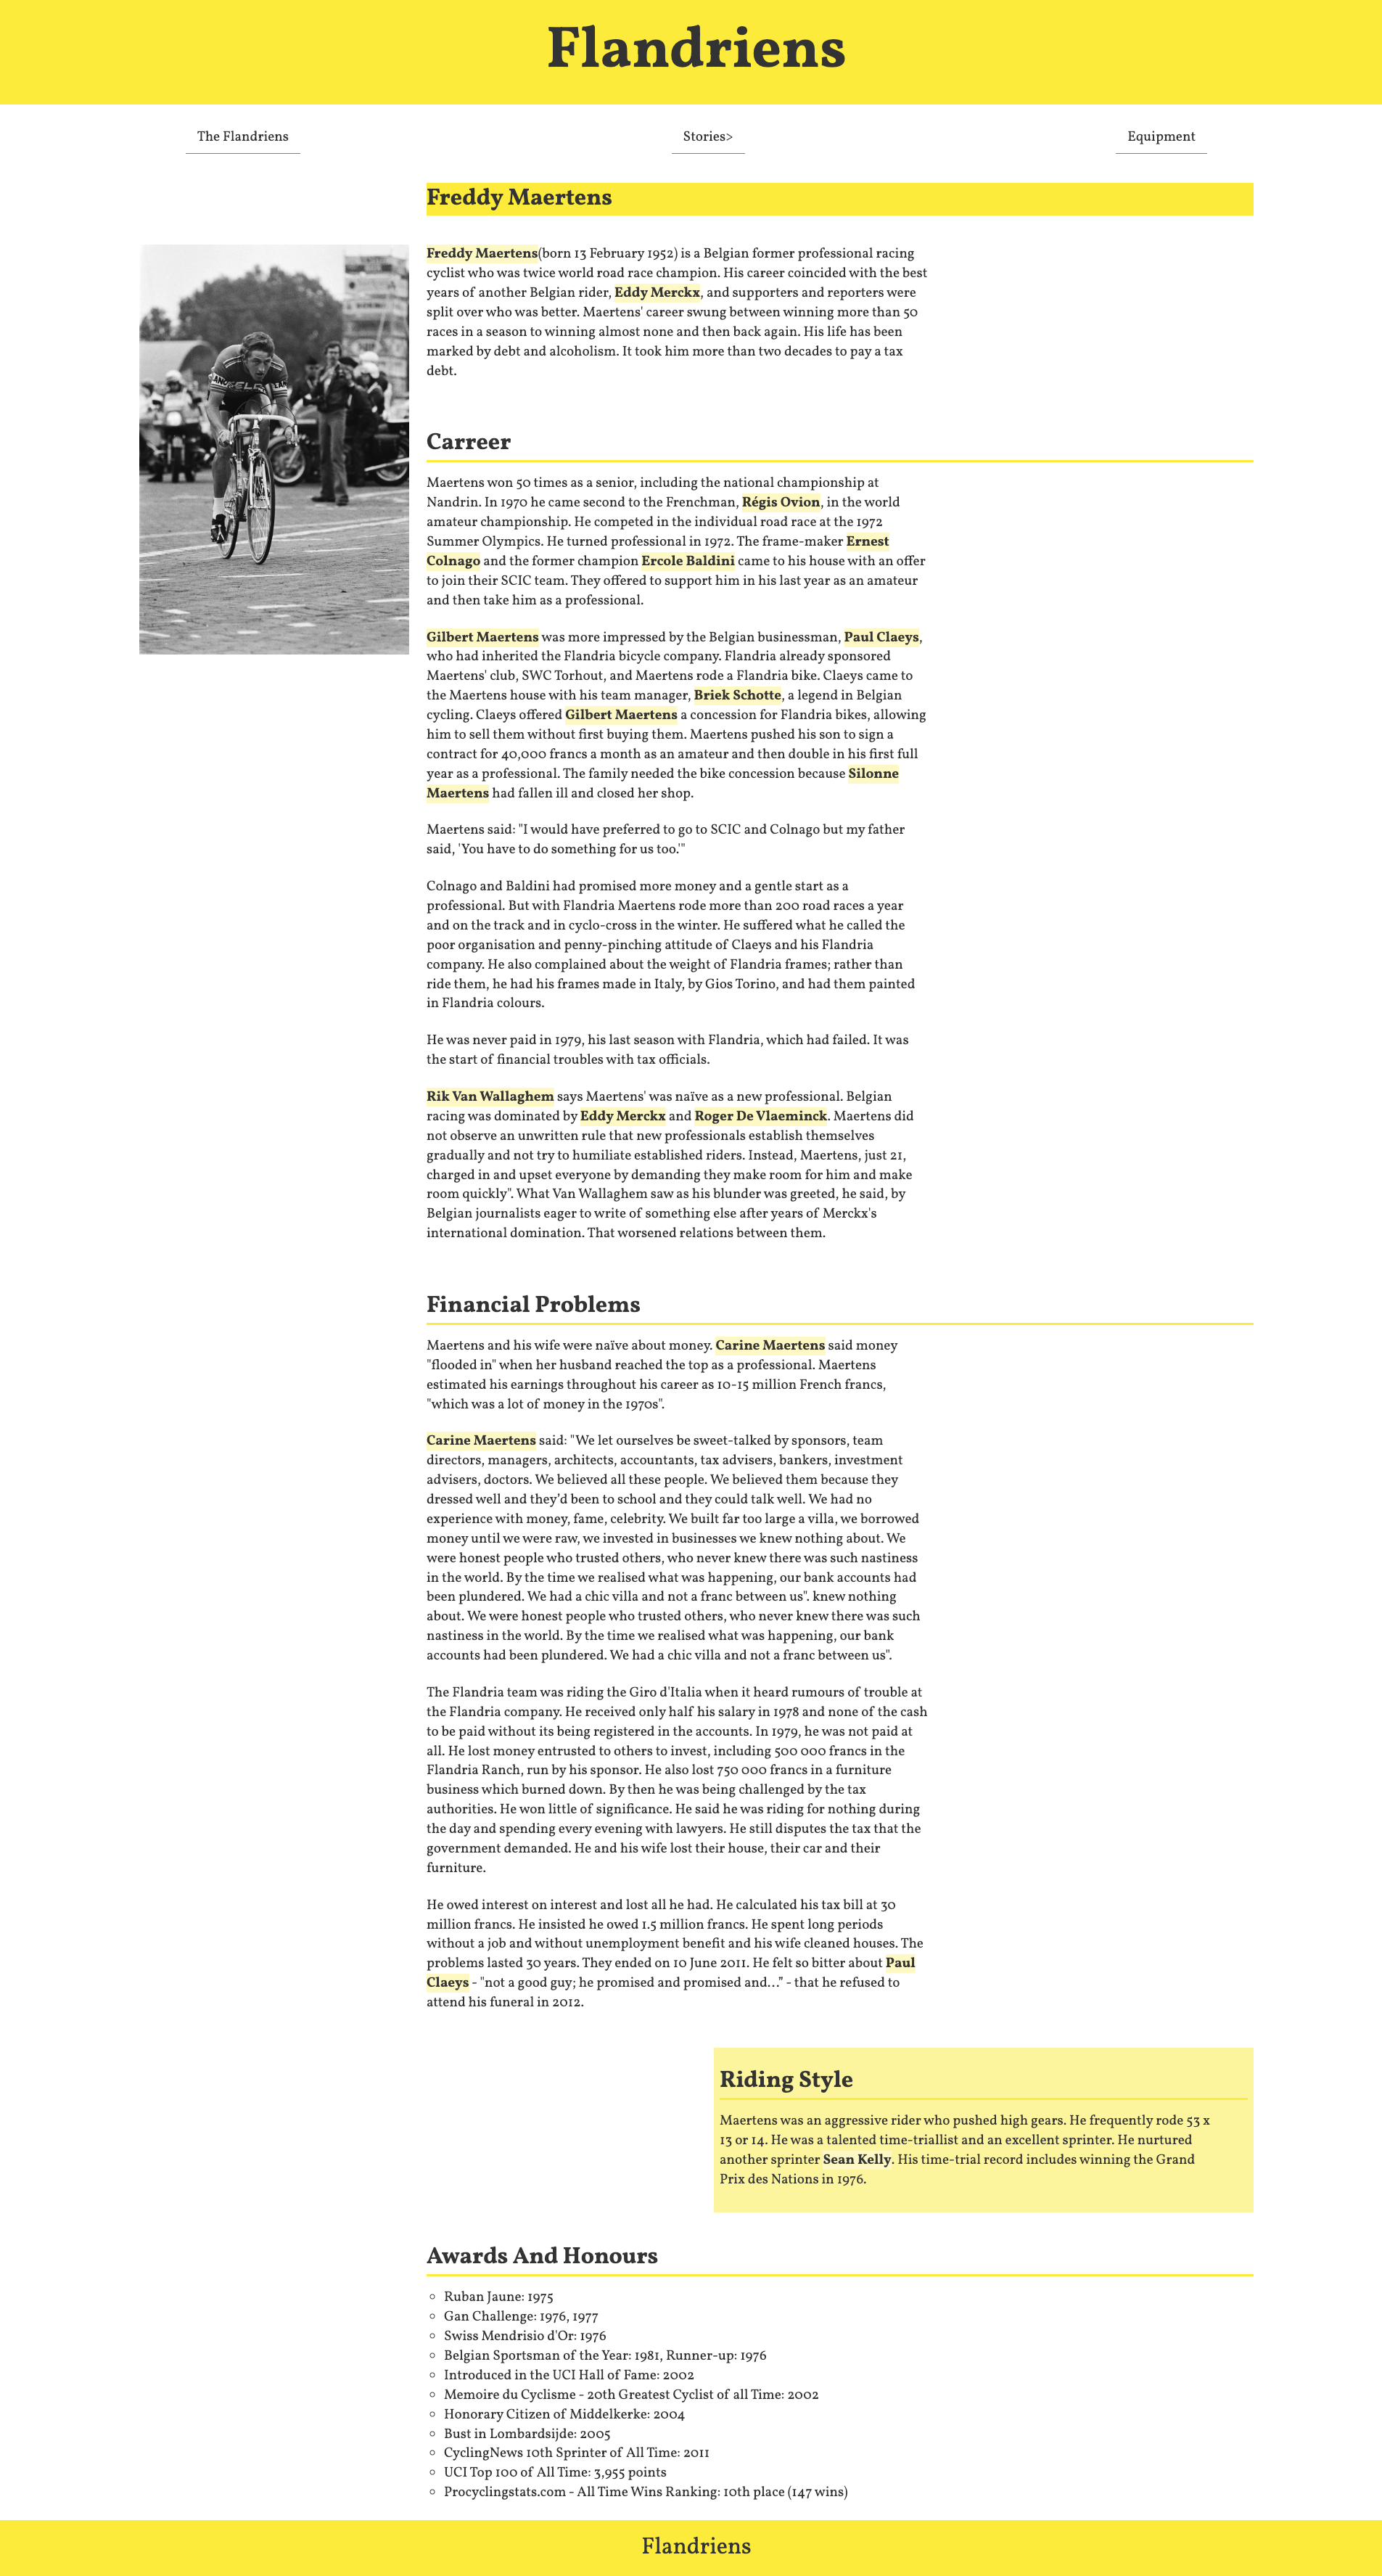 Flandriens
The Flandriens
Stories>
Equipment
Freddy Maertens
Freddy Maertens(born 13 February 1952) is a Belgian former professional racing
cyclist who was twice world road race champion. His career coincided with the best
years of another Belgian rider, Eddy Merckx, and supporters and reporters were
split over who was better. Maertens' career swung between winning more than 50
races in a season to winning almost none and then back again. His life has been
marked by debt and alcoholism. It took him more than two decades to pay a tax
debt.
Carreer
Maertens won 50 times as a senior, including the national championship at
Nandrin. In 1970 he came second to the Frenchman, Régis Ovion, in the world
amateur championship. He competed in the individual road race at the 1972
Summer Olympics. He turned professional in 1972. The frame-maker Ernest
Colnago and the former champion Ercole Baldini came to his house with an offer
to join their SCIC team. They offered to support him in his last year as an amateur
and then take him as a professional.
Gilbert Maertens was more impressed by the Belgian businessman, Paul Claeys,
who had inherited the Flandria bicycle company. Flandria already sponsored
Maertens' club, SWC Torhout, and Maertens rode a Flandria bike. Claeys came to
the Maertens house with his team manager, Briek Schotte, a legend in Belgian
cycling. Claeys offered Gilbert Maertens a concession for Flandria bikes, allowing
him to sell them without first buying them. Maertens pushed his son to sign a
contract for 40,000 francs a month as an amateur and then double in his first full
year as a professional. The family needed the bike concession because Silonne
Maertens had fallen ill and closed her shop.
Maertens said: "I would have preferred to go to SCIC and Colnago but my father
said, 'You have to do something for us too.'"
Colnago and Baldini had promised more money and a gentle start as a
professional. But with Flandria Maertens rode more than 200 road races a year
and on the track and in cyclo-cross in the winter. He suffered what he called the
poor organisation and penny-pinching attitude of Claeys and his Flandria
company. He also complained about the weight of Flandria frames; rather than
ride them, he had his frames made in Italy, by Gios Torino, and had them painted
in Flandria colours.
He was never paid in 1979, his last season with Flandria, which had failed. It was
the start of financial troubles with tax officials.
Rik Van Wallaghem says Maertens' was naïve as a new professional. Belgian
racing was dominated by Eddy Merckx and Roger De Vlaeminck. Maertens did
not observe an unwritten rule that new professionals establish themselves
gradually and not try to humiliate established riders. Instead, Maertens, just 21,
charged in and upset everyone by demanding they make room for him and make
room quickly". What Van Wallaghem saw as his blunder was greeted, he said, by
Belgian journalists eager to write of something else after years of Merckx's
international domination. That worsened relations between them.
Financial Problems
Maertens and his wife were naïve about money. Carine Maertens said money
"flooded in" when her husband reached the top as a professional. Maertens
estimated his earnings throughout his career as 10-15 million French francs,
"which was a lot of money in the 1970s".
Carine Maertens said: "We let ourselves be sweet-talked by sponsors, team
directors, managers, architects, accountants, tax advisers, bankers, investment
advisers, doctors. We believed all these people. We believed them because they
dressed well and they’d been to school and they could talk well. We had no
experience with money, fame, celebrity. We built far too large a villa, we borrowed
money until we were raw, we invested in businesses we knew nothing about. We
were honest people who trusted others, who never knew there was such nastiness
in the world. By the time we realised what was happening, our bank accounts had
been plundered. We had a chic villa and not a franc between us". knew nothing
about. We were honest people who trusted others, who never knew there was such
nastiness in the world. By the time we realised what was happening, our bank
accounts had been plundered. We had a chic villa and not a franc between us".
The Flandria team was riding the Giro d'Italia when it heard rumours of trouble at
the Flandria company. He received only half his salary in 1978 and none of the cash
to be paid without its being registered in the accounts. In 1979, he was not paid at
all. He lost money entrusted to others to invest, including 500 000 francs in the
Flandria Ranch, run by his sponsor. He also lost 750 000 francs in a furniture
business which burned down. By then he was being challenged by the tax
authorities. He won little of significance. He said he was riding for nothing during
the day and spending every evening with lawyers. He still disputes the tax that the
government demanded. He and his wife lost their house, their car and their
furniture.
He owed interest on interest and lost all he had. He calculated his tax bill at 30
million francs. He insisted he owed 1.5 million francs. He spent long periods
without a job and without unemployment benefit and his wife cleaned houses. The
problems lasted 30 years. They ended on 10 June 2011. He felt so bitter about Paul
Claeys - "not a good guy; he promised and promised and…” - that he refused to
attend his funeral in 2012.
Riding Style
Maertens was an aggressive rider who pushed high gears. He frequently rode 53 x
13 or 14. He was a talented time-triallist and an excellent sprinter. He nurtured
another sprinter Sean Kelly. His time-trial record includes winning the Grand
Prix des Nations in 1976.
Awards And Honours
Ruban Jaune: 1975
Gan Challenge: 1976, 1977
Swiss Mendrisio d'Or: 1976
Belgian Sportsman of the Year: 1981, Runner-up: 1976
Introduced in the UCI Hall of Fame: 2002
Memoire du Cyclisme - 20th Greatest Cyclist of all Time: 2002
Honorary Citizen of Middelkerke: 2004
Bust in Lombardsijde: 2005
CyclingNews 10th Sprinter of All Time: 2011
UCI Top 100 of All Time: 3,955 points
Procyclingstats.com - All Time Wins Ranking: 10th place (147 wins)
Flandriens